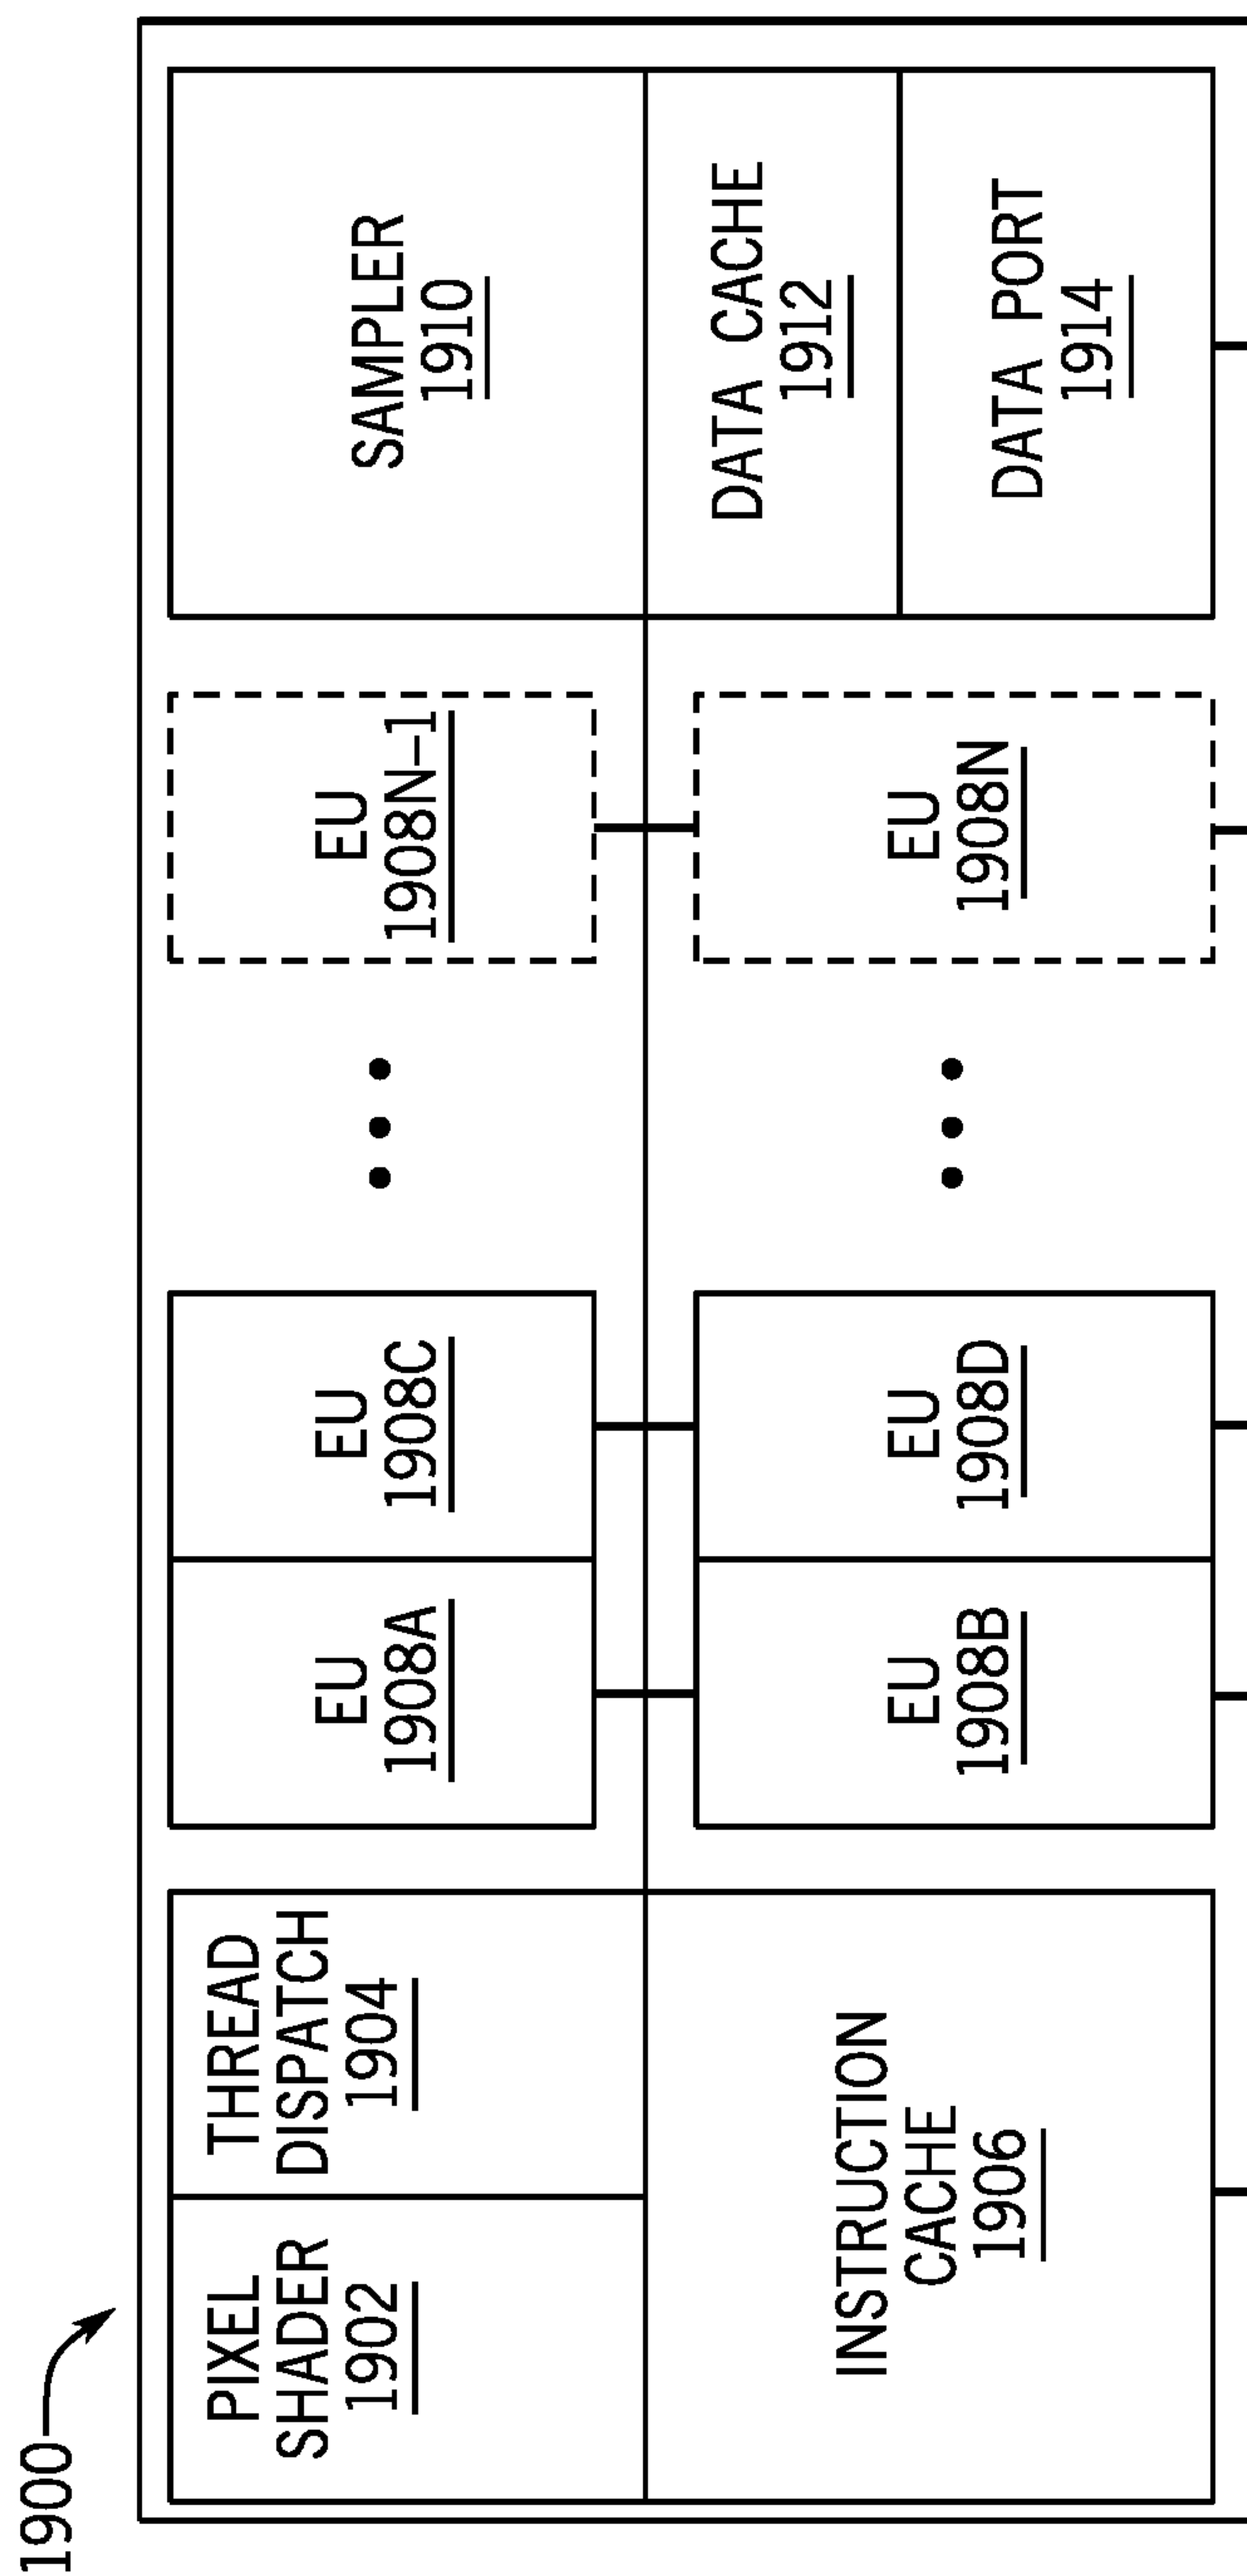 1900
PIXEL
SHADER
1902
THREAD
DISPATCH
1904
INSTRUCTION
CACHE
1906
EU
1908A
EU
1908C
EU
1908B
EU
1908D
EU
1908N–1
EU
1908N
SAMPLER
1910
DATA CACHE
1912
DATA PORT
1914